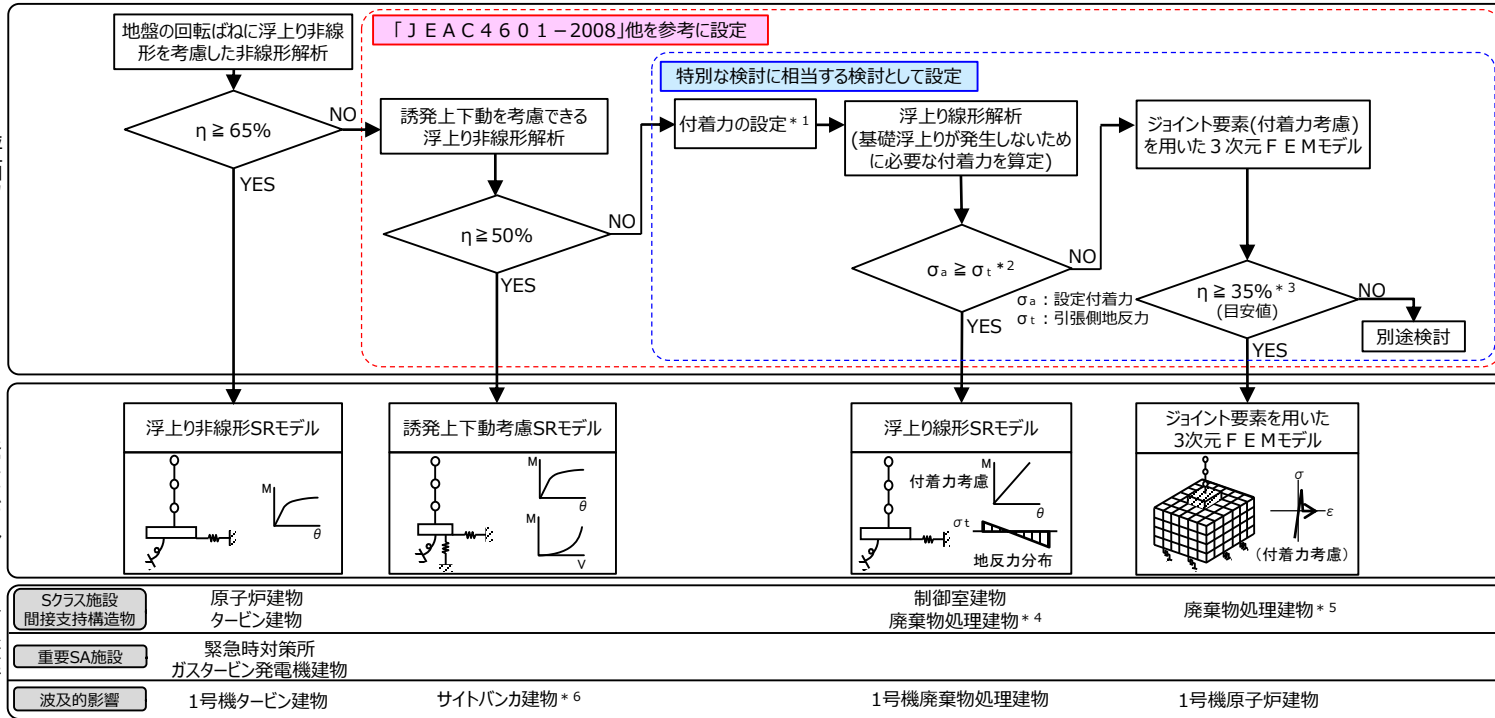 地盤の回転ばねに浮上り非線
形を考慮した非線形解析
「ＪＥＡＣ４６０１－2008」他を参考に設定
特別な検討に相当する検討として設定
η≧65%
NO
YES
誘発上下動を考慮できる
浮上り非線形解析
η≧50%
NO
YES
付着力の設定*1
浮上り線形解析
(基礎浮上りが発生しないため
に必要な付着力を算定)
σa≧σt*2
NO
YES
σa：設定付着力
σt：引張側地反力
ジョイント要素(付着力考慮)
を用いた３次元ＦＥＭモデル
η≧35%*3
(目安値)
NO
YES
別途検討
浮上り非線形SRモデル
M
θ
誘発上下動考慮SRモデル
M
θ
M
V
浮上り線形SRモデル
付着力考慮
M
θ
σt
地反力分布
ジョイント要素を用いた
3次元ＦＥＭモデル
σ
ε
(付着力考慮)
Sクラス施設
間接支持構造物
原子炉建物
タービン建物
制御室建物
廃棄物処理建物*4
廃棄物処理建物*5
重要SA施設
緊急時対策所
ガスタービン発電機建物
波及的影響
1号機タービン建物
サイトバンカ建物*6
1号機廃棄物処理建物
1号機原子炉建物